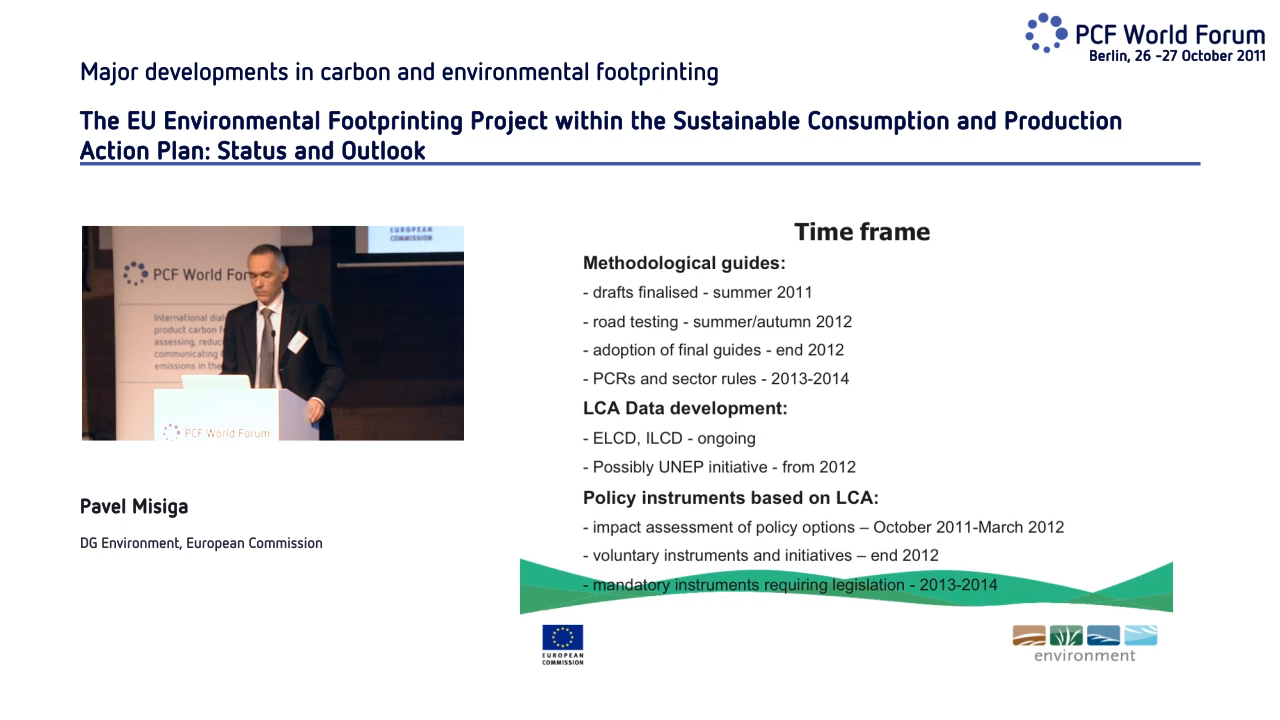 PCF World Forum
Berlin, 26 -27 October 2011
Major developments in carbon and environmental footprinting
The EU Environmental Footprinting Project within the Sustainable Consumption and Production
Action Plan: Status and Outlook
EUROPEAN
COMMISSION
PCF World For
International dial
product carbon f
assessing, reduc
communicating
emissions in the
PCF World Forum
Pavel Misiga
DG Environment, European Commission
Time frame
Methodological guides:
- drafts finalised - summer 2011
- road testing - summer/autumn 2012
- adoption of final guides - end 2012
- PCRs and sector rules - 2013-2014
LCA Data development:
- ELCD, ILCD - ongoing
- Possibly UNEP initiative - from 2012
Policy instruments based on LCA:
- impact assessment of policy options – October 2011-March 2012
- voluntary instruments and initiatives – end 2012
- mandatory instruments requiring legislation - 2013-2014
EUROPEAN
COMMISSION
environment